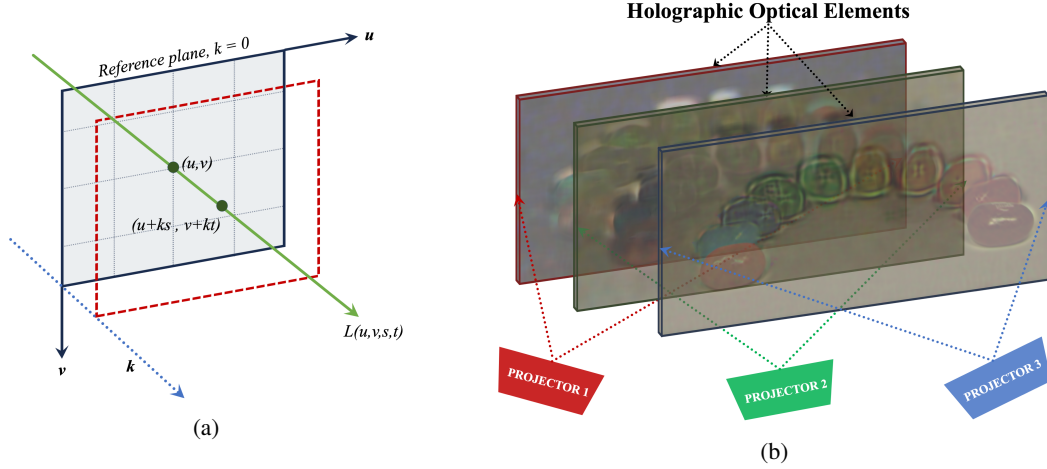 Holographic Optical Elements
u
Reference plane, k = 0
(u,v)
(u+ks , v+kt)
L(u,v,s,t)
v
k
PROJECTOR 1
PROJECTOR 2
PROJECTOR 3
(a)
(b)